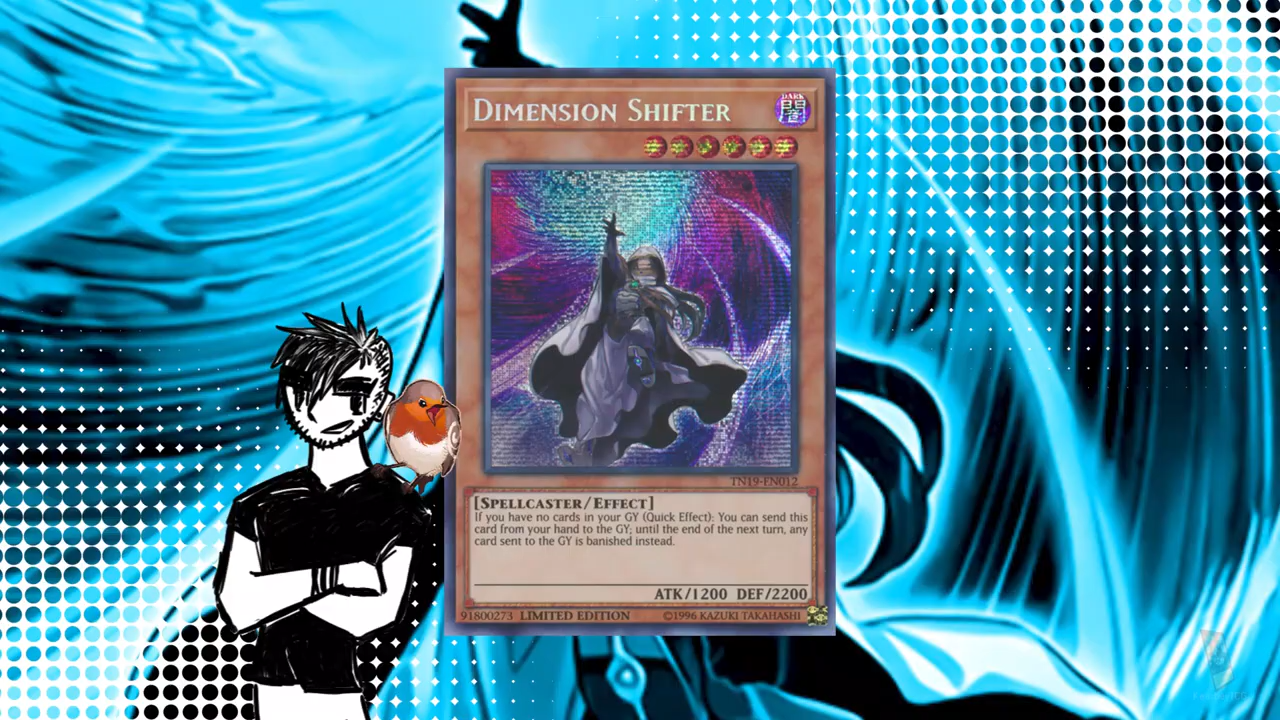 DIMENSION SHIFTER
DARK
闇
TN19-EN012
[SPELLCASTER/EFFECT]
If you have no cards in your GY (Quick Effect): You can send this
card from your hand to the GY; until the end of the next turn, any
card sent to the GY is banished instead.
ATK/1200 DEF/2200
91800273 LIMITED EDITION ©1996 KAZUKI TAKAHASHI